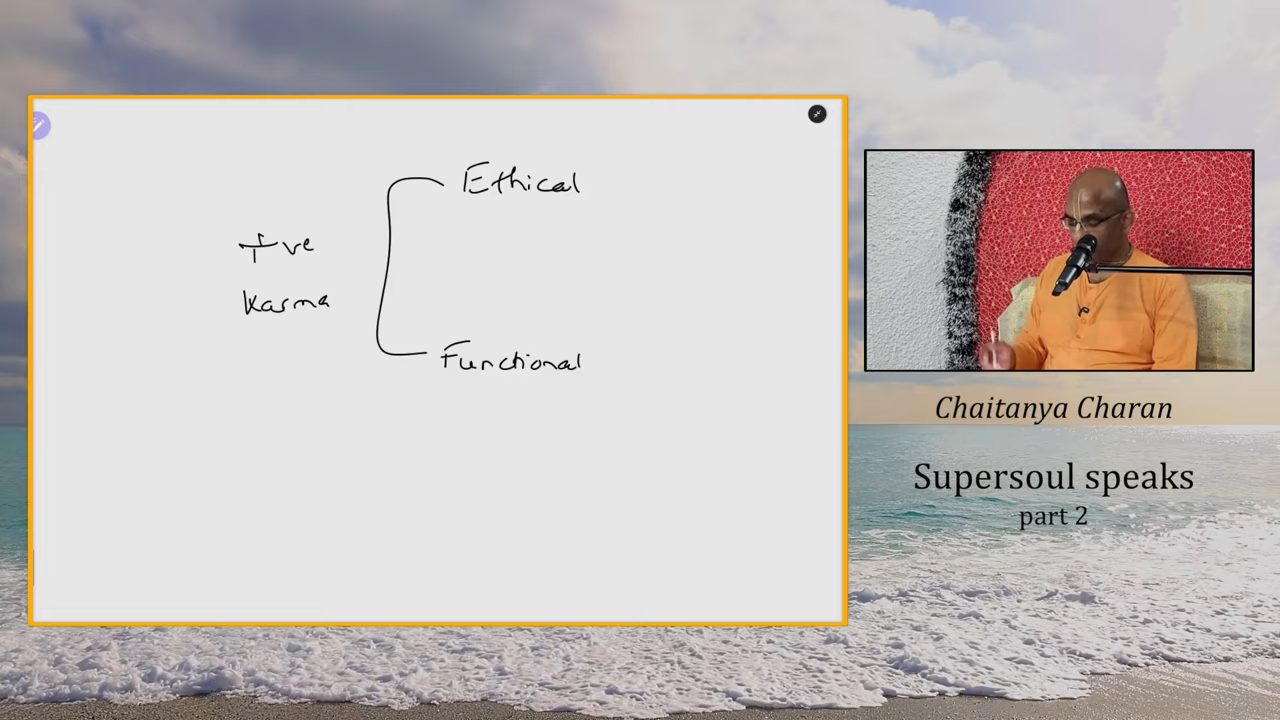 Ethical
+ve
Karma
Functional
Chaitanya Charan
Supersoul speaks
part 2